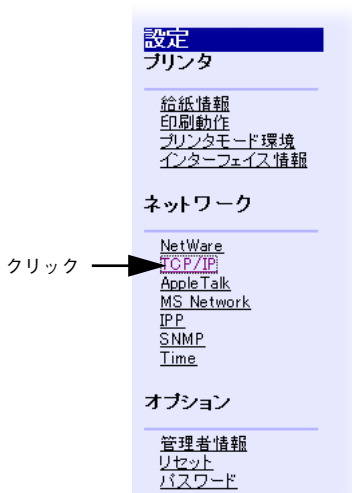 設定
プリンタ
給紙情報
印刷動作
プリンタモード環境
インターフェイス情報
ネットワーク
NetWare
クリック
TCP/IP
AppleTalk
MS Network
IPP
SNMP
Time
オプション
管理者情報
リセット
パスワード